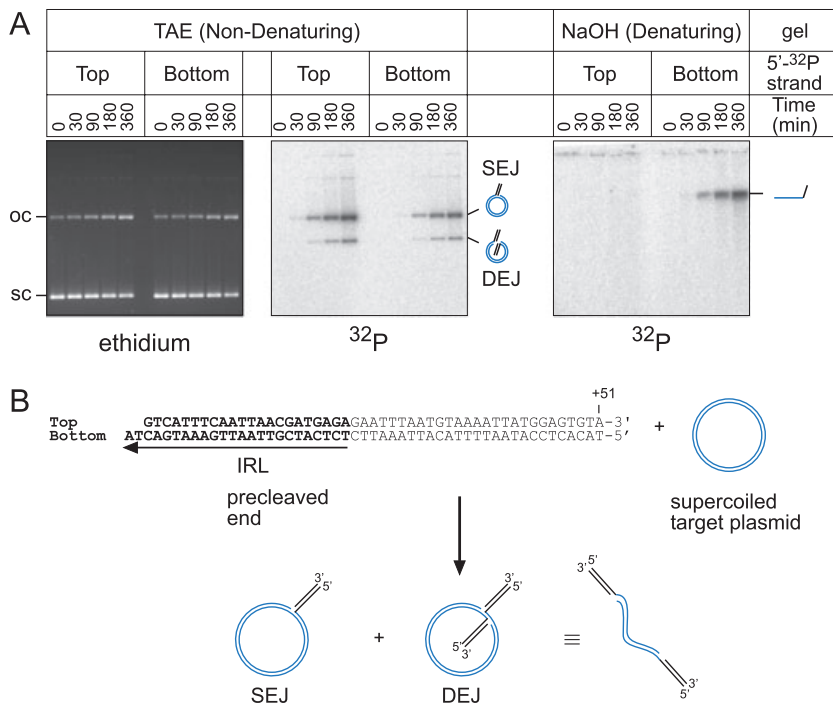 A
TAE (Non-Denaturing)
NaOH (Denaturing)
gel
Top
Bottom
Top
Bottom
Top
Bottom
5'-32P
strand
0 30 90 180 360
0 30 90 180 360
0 30 90 180 360
0 30 90 180 360
0 30 90 180 360
0 30 90 180 360
Time
(min)
oc
sc
SEJ
DEJ
ethidium
32P
32P
B
+51
Top GTCATTTCAATTAACGATGAGAGAATTTAATGTAAAATTATGGAGTGTA-3'
Bottom ATCAGTAAAGTTAATTGCTACTCTCTTAAATTACATTTTAATACCTCACAT-5'
+
IRL
precleaved
end
supercoiled
target plasmid
3'
5'
3'
5'
3' 5'
+
5'
3'
≡
3'
5'
SEJ
DEJ